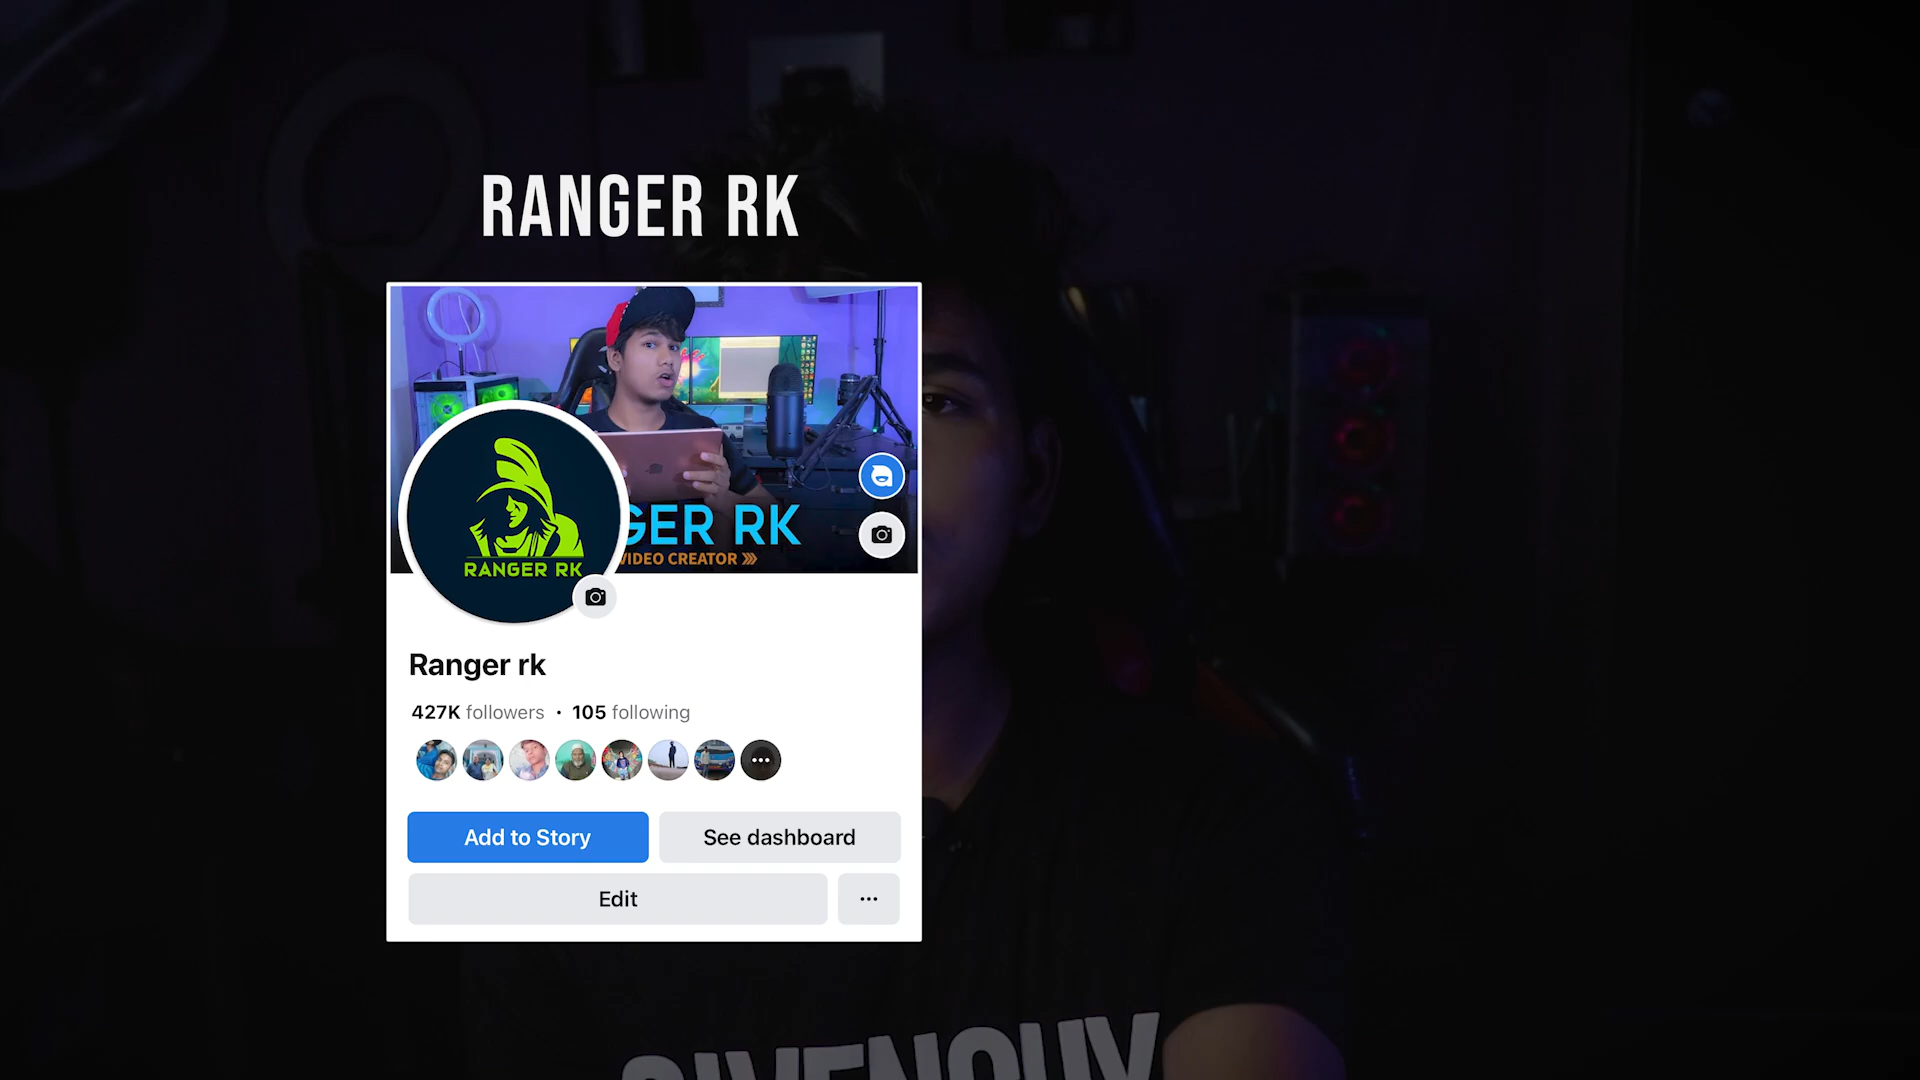 RANGER RK
GER RK
VIDEO CREATOR
RANGER RK
Ranger rk
427K followers · 105 following
Add to Story
See dashboard
Edit